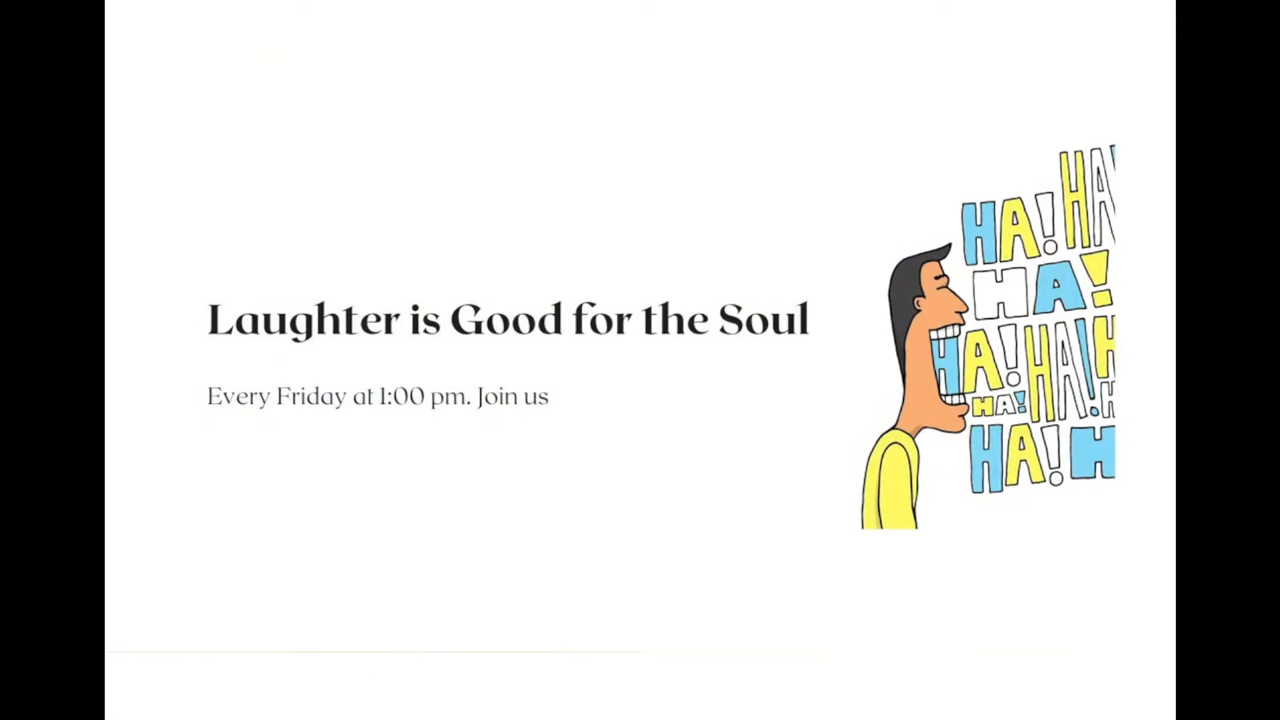 Laughter is Good for the Soul
Every Friday at 1:00 pm. Join us
HA! HA
HA!
HA! HA! H
HA!
HA! H